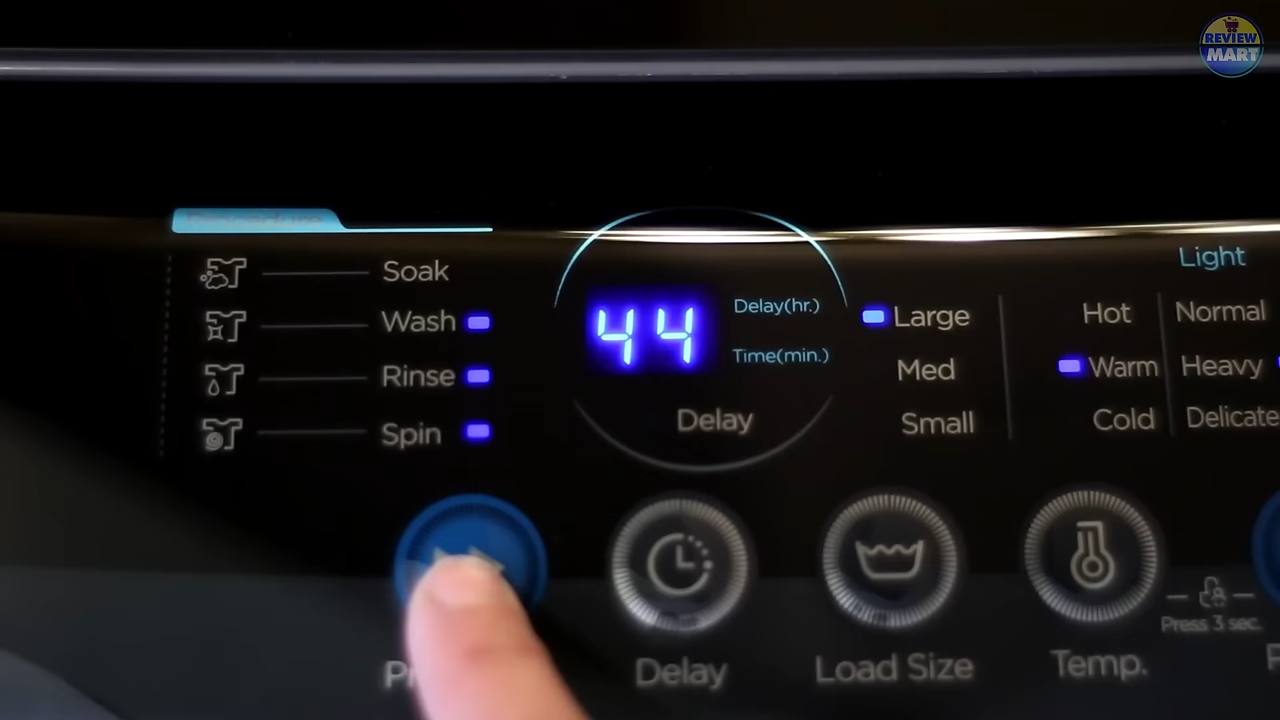 REVIEW
MART
Procedure
Soak
Wash
Rinse
Spin
44
Delay(hr.)
Time(min.)
Delay
Large
Med
Small
Hot
Warm
Cold
Light
Normal
Heavy
Delicate
Delay
Load Size
Temp.
Press 3 sec.